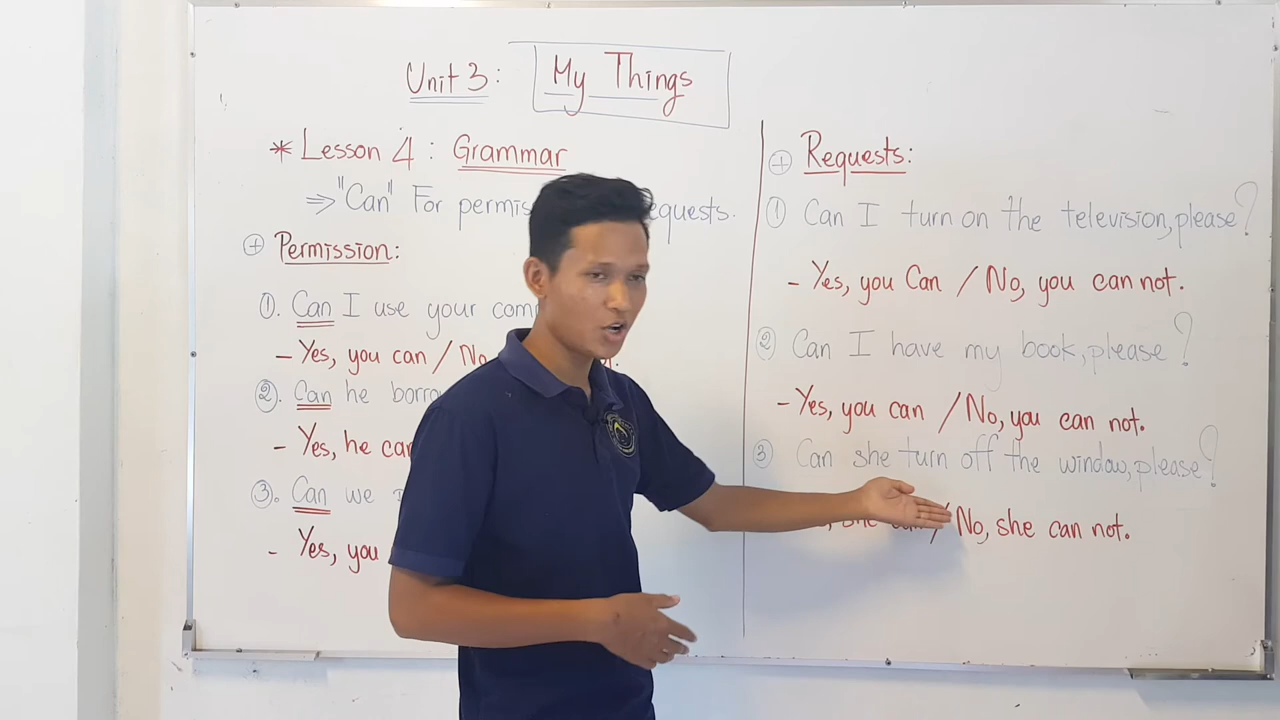 Unit 3: My Things
* Lesson 4: Grammar
⇒ "Can" For equests.
⊕ Permission:
①. Can I use your
- Yes, you can / No
②. Can he
- Yes, he can
③. Can we
- Yes, you
⊕ Requests:
① Can I turn on the television, please?
- Yes, you Can / No, you can not.
② Can I have my book, please?
- Yes, you can / No, you can not.
③ Can she turn off the window, please?
she / No, she can not.